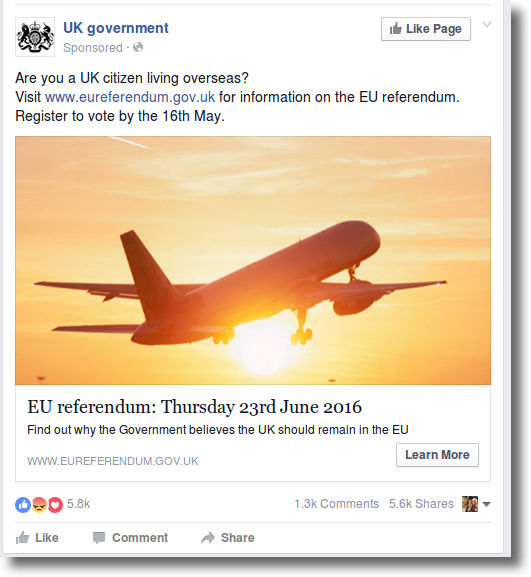 UK government
Like Page
Sponsored ·
Are you a UK citizen living overseas?
Visit www.eureferendum.gov.uk for information on the EU referendum.
Register to vote by the 16th May.
EU referendum: Thursday 23rd June 2016
Find out why the Government believes the UK should remain in the EU
Learn More
WWW.EUREFERENDUM.GOV.UK
5.8k
1.3k Comments 5.6k Shares
Like Comment Share